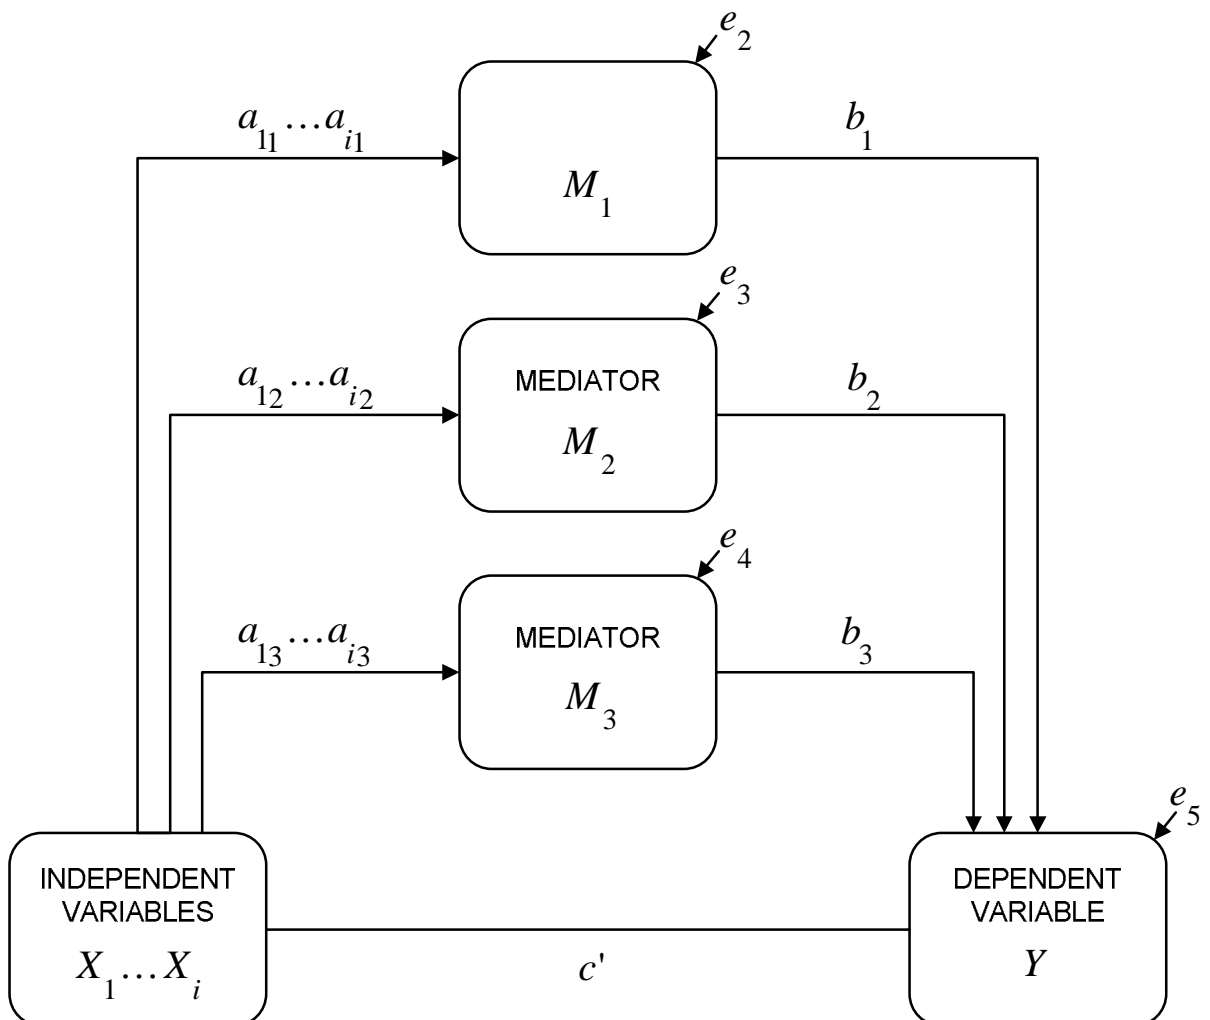 e2
a11…ai1
b1
M1
e3
a12…ai2
b2
MEDIATOR
M2
e4
a13…ai3
b3
MEDIATOR
M3
e5
INDEPENDENT
VARIABLES
X1…Xi
c'
DEPENDENT
VARIABLE
Y